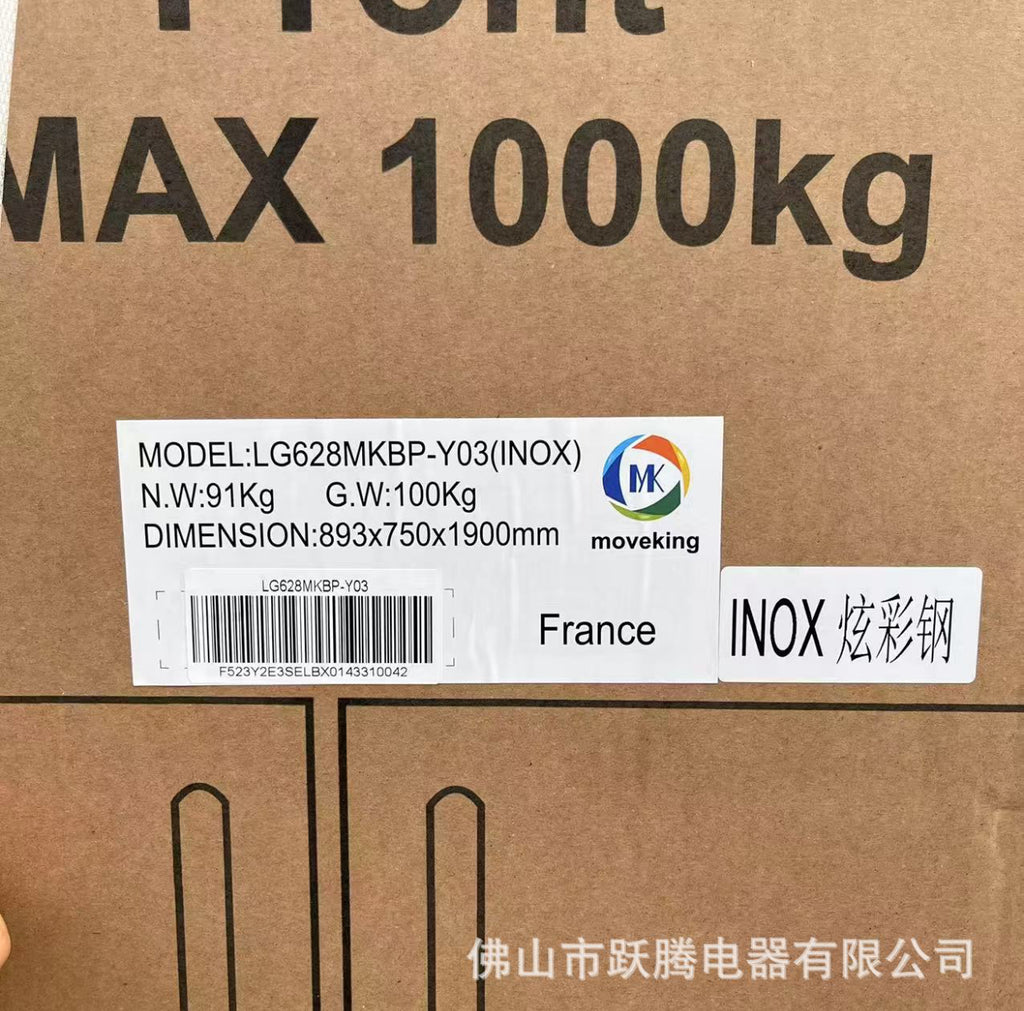 Front
MAX 1000kg
MODEL:LG628MKBP-Y03(INOX)
N.W:91Kg G.W:100Kg
DIMENSION:893x750x1900mm
MK
moveking
LG628MKBP-Y03
F523Y2E3SELBX0143310042
France
INOX 炫彩钢
佛山市跃腾电器有限公司